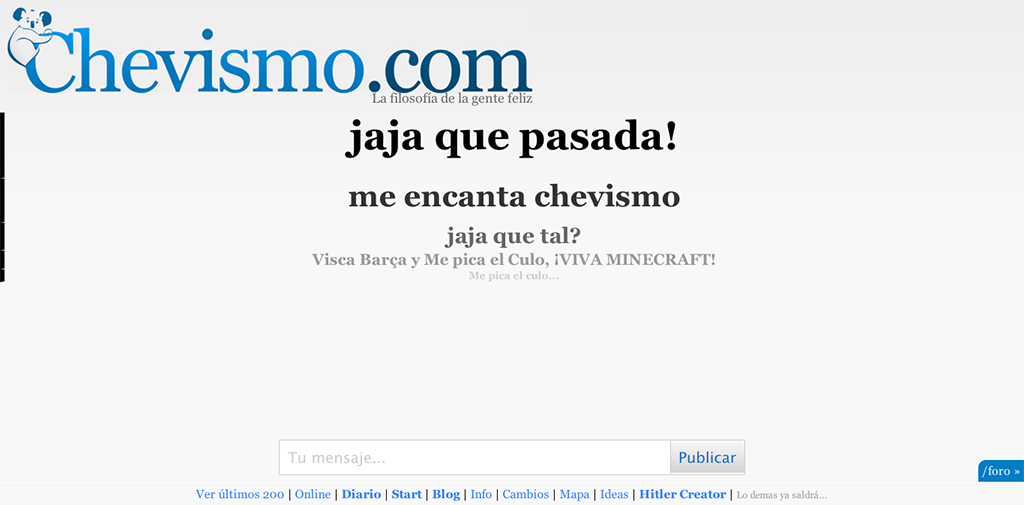 Chevismo.com
La filosofía de la gente feliz
jaja que pasada!
me encanta chevismo
jaja que tal?
Visca Barça y Me pica el Culo, ¡VIVA MINECRAFT!
Me pica el culo...
Tu mensaje... Publicar
/foro »
Ver últimos 200 | Online | Diario | Start | Blog | Info | Cambios | Mapa | Ideas | Hitler Creator | Lo demas ya saldrá...